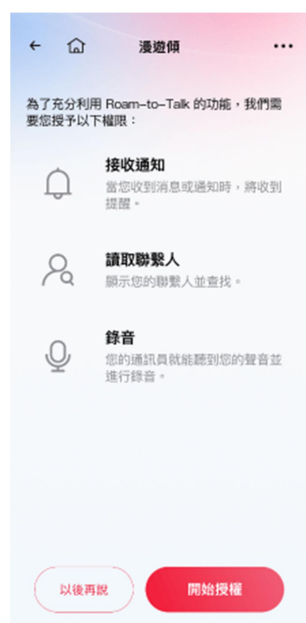 漫遊傾
為了充分利用 Roam-to-Talk 的功能，我們需
要您授予以下權限：
接收通知
當您收到消息或通知時，將收到
提醒。
讀取聯繫人
顯示您的聯繫人並查找。
錄音
您的通訊員就能聽到您的聲音並
進行錄音。
以後再說
開始授權